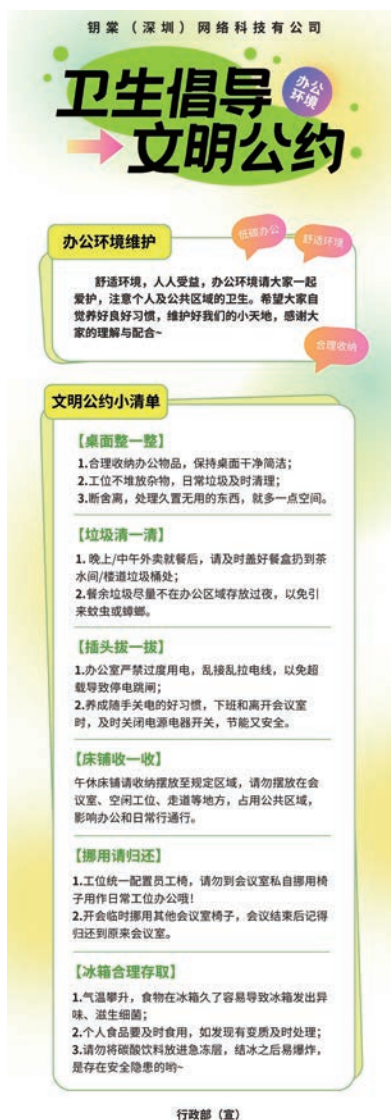 钥棠（深圳）网络科技有公司
卫生倡导
办公
环境
文明公约
办公环境维护
低碳办公
舒适环境
舒适环境，人人受益，办公环境请大家一起
爱护，注意个人及公共区域的卫生。希望大家自
觉养好良好习惯，维护好我们的小天地，感谢大
家的理解与配合~
合理收纳
文明公约小清单
【桌面整一整】
1.合理收纳办公物品，保持桌面干净简洁；
2.工位不堆放杂物，日常垃圾及时清理；
3.断舍离，处理久置无用的东西，就多一点空间。
【垃圾清一清】
1. 晚上/中午外卖就餐后，请及时盖好餐盒扔到茶
水间/楼道垃圾桶处；
2.餐余垃圾尽量不在办公区域存放过夜，以免引
来蚊虫或蟑螂。
【插头拔一拔】
1.办公室严禁过度用电，乱接乱拉电线，以免超
载导致停电跳闸；
2.养成随手关电的好习惯，下班和离开会议室
时，及时关闭电源电器开关，节能又安全。
【床铺收一收】
午休床铺请收纳摆放至规定区域，请勿摆放在会
议室、空闲工位、走道等地方，占用公共区域，
影响办公和日常行通行。
【挪用请归还】
1.工位统一配置员工椅，请勿到会议室私自挪用椅
子用作日常工位办公哦！
2.开会临时挪用其他会议室椅子，会议结束后记得
归还到原来会议室。
【冰箱合理存取】
1.气温攀升，食物在冰箱久了容易导致冰箱发出异
味、滋生细菌；
2.个人食品要及时食用，如发现有变质及时处理；
3.请勿将碳酸饮料放进急冻层，结冰之后易爆炸，
是存在安全隐患的哟~
行政部（宣）